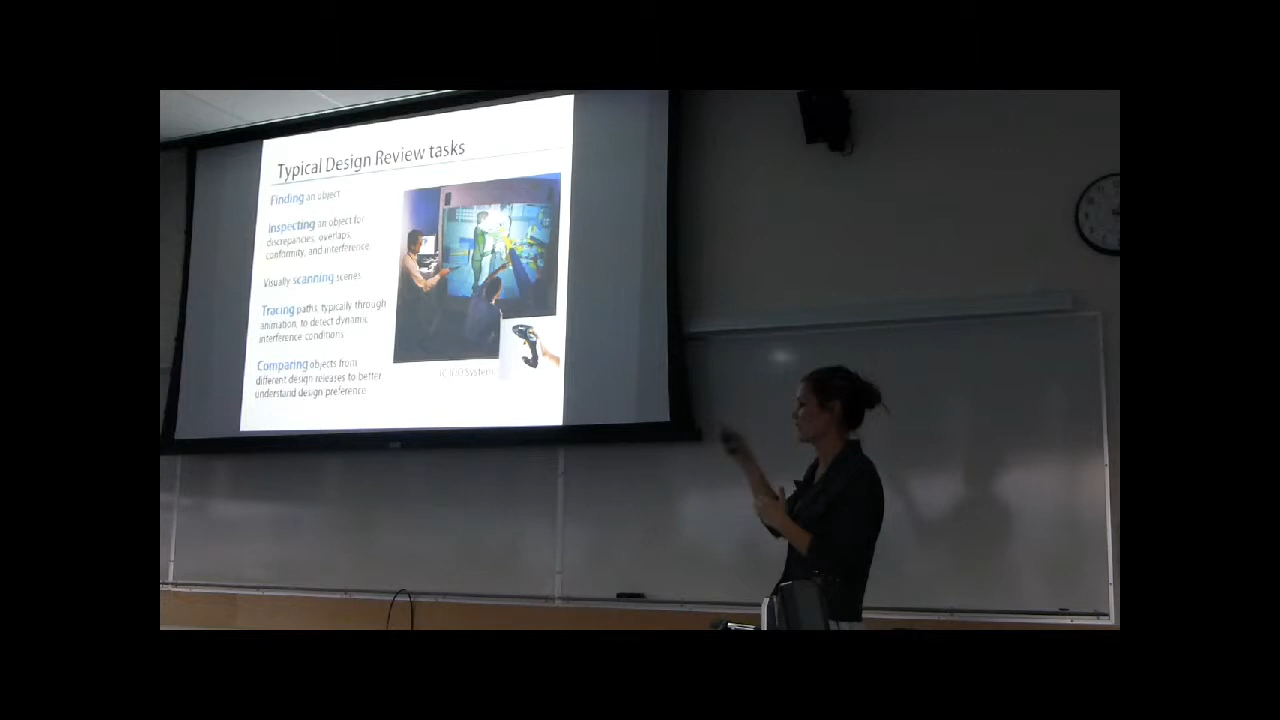 Typical Design Review tasks
Finding an object
Inspecting an object for
discrepancies, overlaps,
conformity, and interference.
Visually scanning scenes
Tracing paths, typically through
animation, to detect dynamic
interference conditions
Comparing objects from
different design releases to better
understand design preference
System